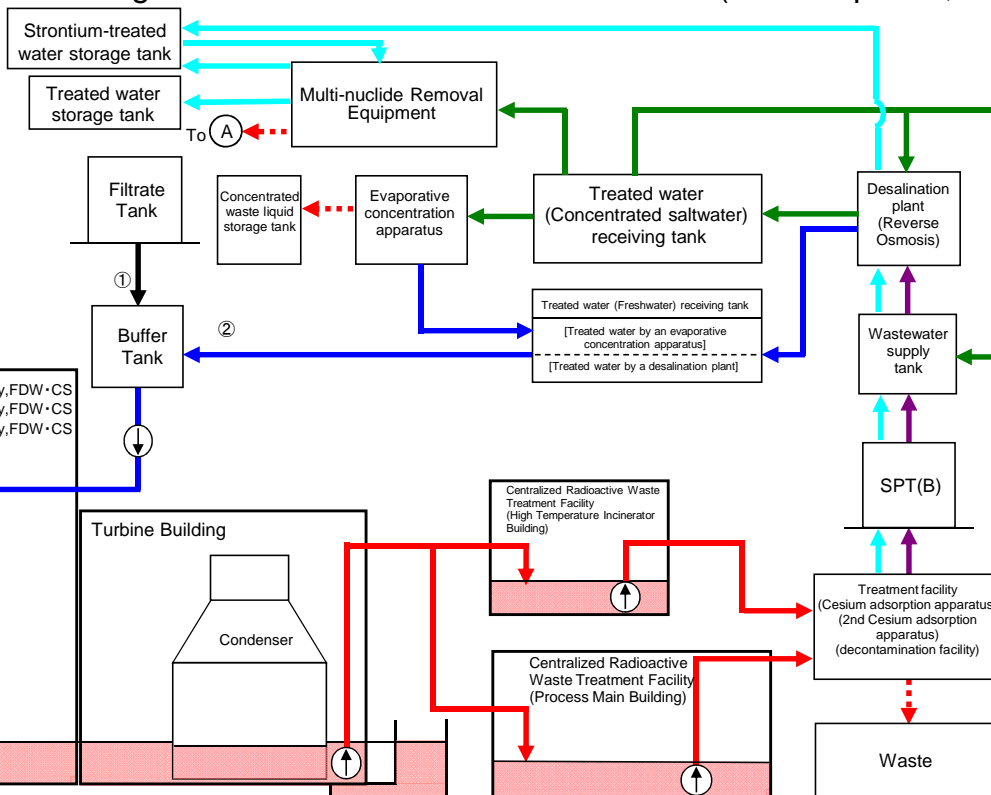 Strontium-treated
water storage tank
Treated water
storage tank
To A
Multi-nuclide Removal
Equipment
Filtrate
Tank
Concentrated
waste liquid
storage tank
Evaporative
concentration
apparatus
Treated water
(Concentrated saltwater)
receiving tank
Desalination
plant
(Reverse
Osmosis)
①
②
Buffer
Tank
Treated water (Freshwater) receiving tank
[Treated water by an evaporative
concentration apparatus]
[Treated water by a desalination plant]
Wastewater
supply
tank
y,FDW・CS
y,FDW・CS
y,FDW・CS
SPT(B)
Turbine Building
Condenser
Centralized Radioactive Waste
Treatment Facility
(High Temperature Incinerator
Building)
Centralized Radioactive
Waste Treatment Facility
(Process Main Building)
Treatment facility
(Cesium adsorption apparatus
(2nd Cesium adsorption
apparatus)
(decontamination facility)
Waste